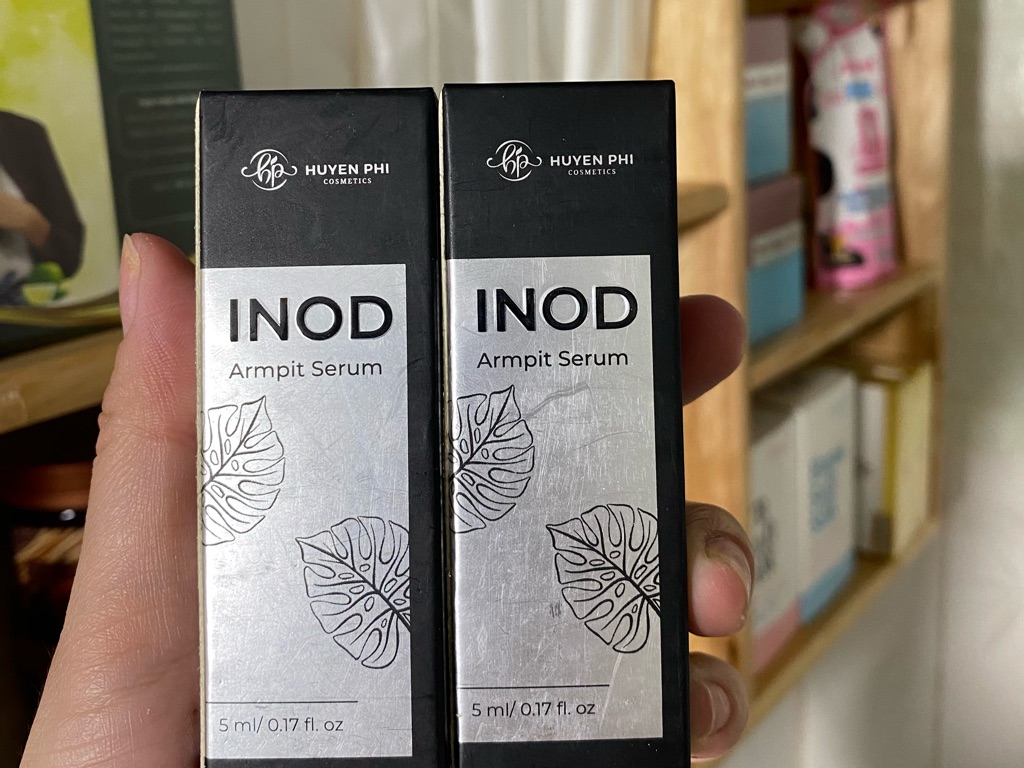 HUYEN PHI
COSMETICS
INOD
Armpit Serum
5 ml/ 0.17 fl. oz
HUYEN PHI
COSMETICS
INOD
Armpit Serum
5 ml/ 0.17 fl. oz